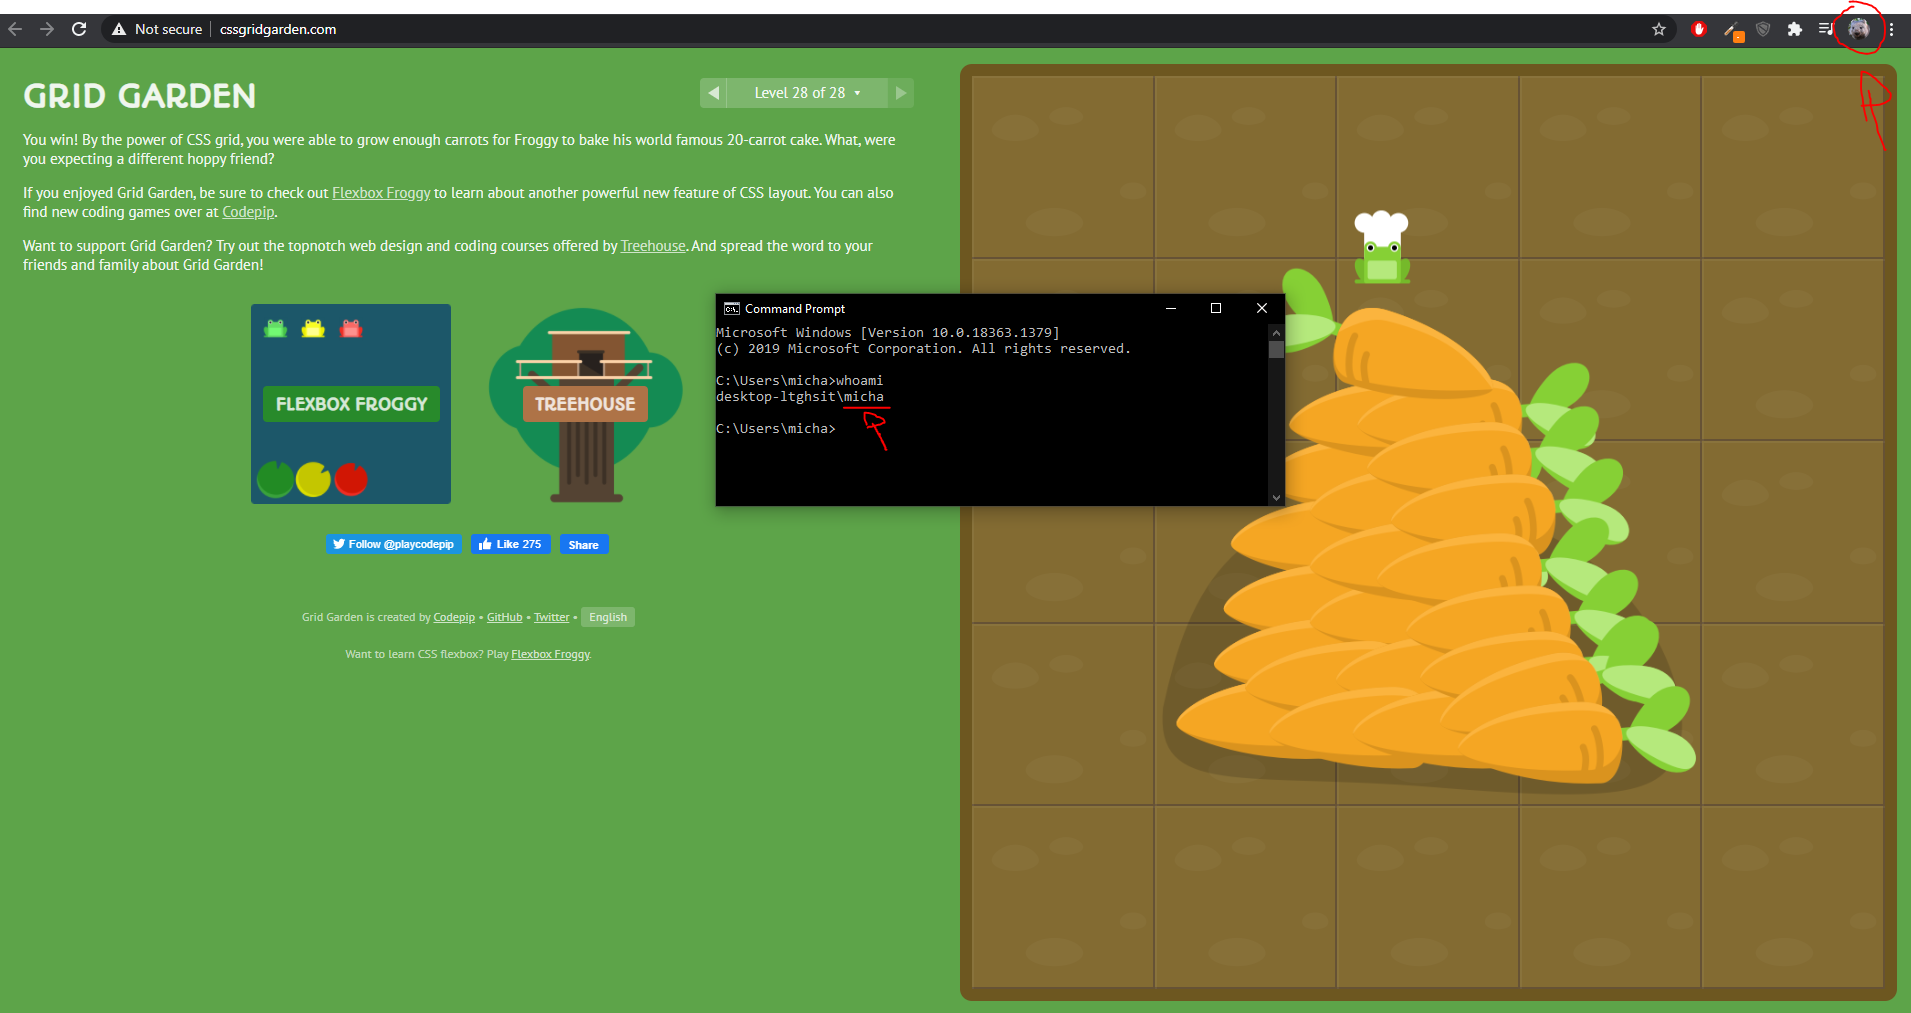 Not secure | cssgridgarden.com
GRID GARDEN
Level 28 of 28
You win! By the power of CSS grid, you were able to grow enough carrots for Froggy to bake his world famous 20-carrot cake. What, were
you expecting a different hoppy friend?
If you enjoyed Grid Garden, be sure to check out Flexbox Froggy to learn about another powerful new feature of CSS layout. You can also
find new coding games over at Codepip.
Want to support Grid Garden? Try out the topnotch web design and coding courses offered by Treehouse. And spread the word to your
friends and family about Grid Garden!
FLEXBOX FROGGY
TREEHOUSE
Follow @playcodepip
Like 275
Share
Grid Garden is created by Codepip • GitHub • Twitter • English
Want to learn CSS flexbox? Play Flexbox Froggy.
Command Prompt
Microsoft Windows [Version 10.0.18363.1379]
(c) 2019 Microsoft Corporation. All rights reserved.
C:\Users\micha>whoami
desktop-ltghsit\micha
C:\Users\micha>